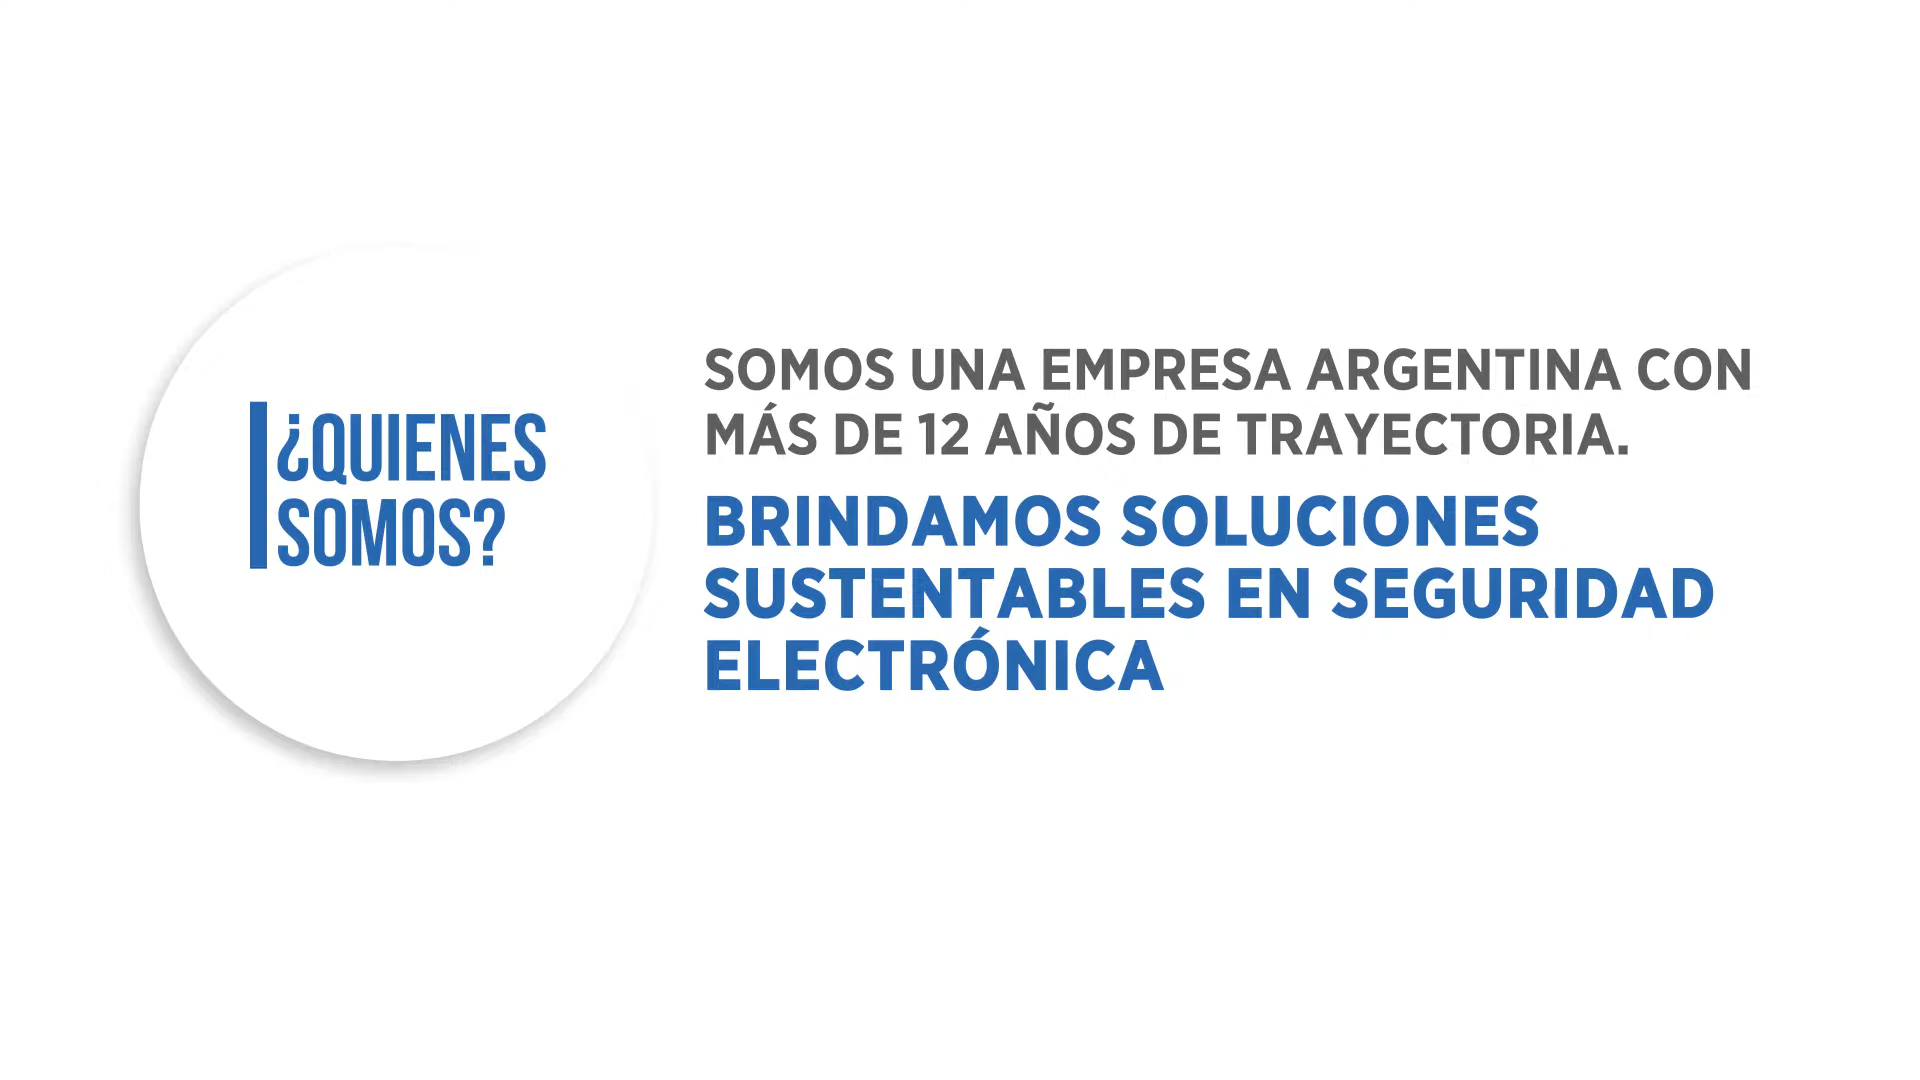 ¿QUIENES
SOMOS?
SOMOS UNA EMPRESA ARGENTINA CON
MÁS DE 12 AÑOS DE TRAYECTORIA.
BRINDAMOS SOLUCIONES
SUSTENTABLES EN SEGURIDAD
ELECTRÓNICA